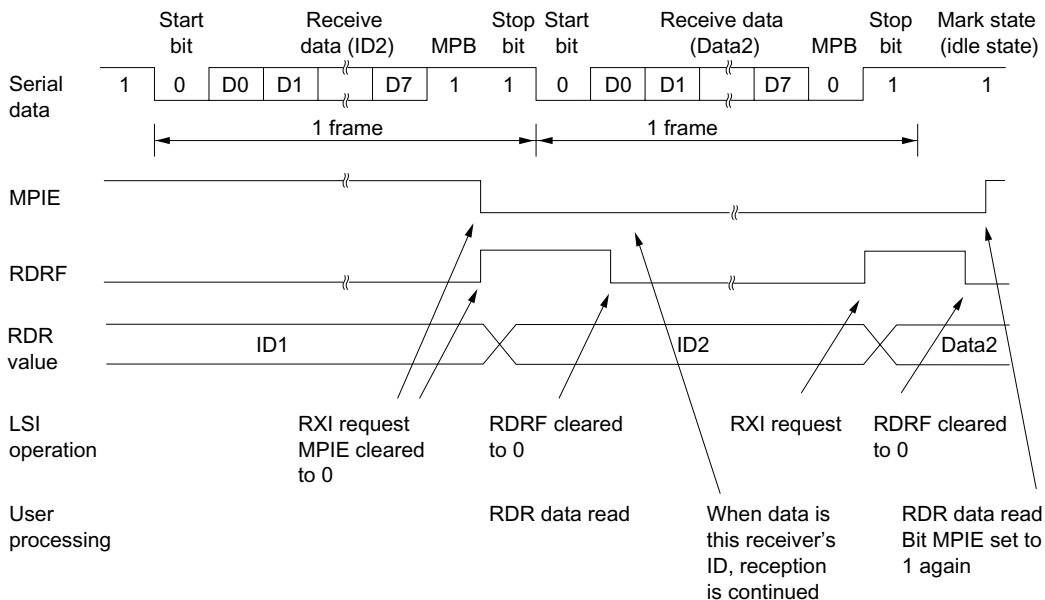 Start bit
Receive data (ID2)
MPB
Stop bit
Start bit
Receive data (Data2)
MPB
Stop bit
Mark state (idle state)
Serial data
1 0 D0 D1 D7 1 1 0 D0 D1 D7 0 1 1
1 frame 1 frame
MPIE
RDRF
RDR value
ID1 ID2 Data2
LSI operation
RXI request
MPIE cleared
to 0
RDRF cleared
to 0
RXI request
RDRF cleared
to 0
User processing
RDR data read
When data is
this receiver's
ID, reception
is continued
RDR data read
Bit MPIE set to
1 again